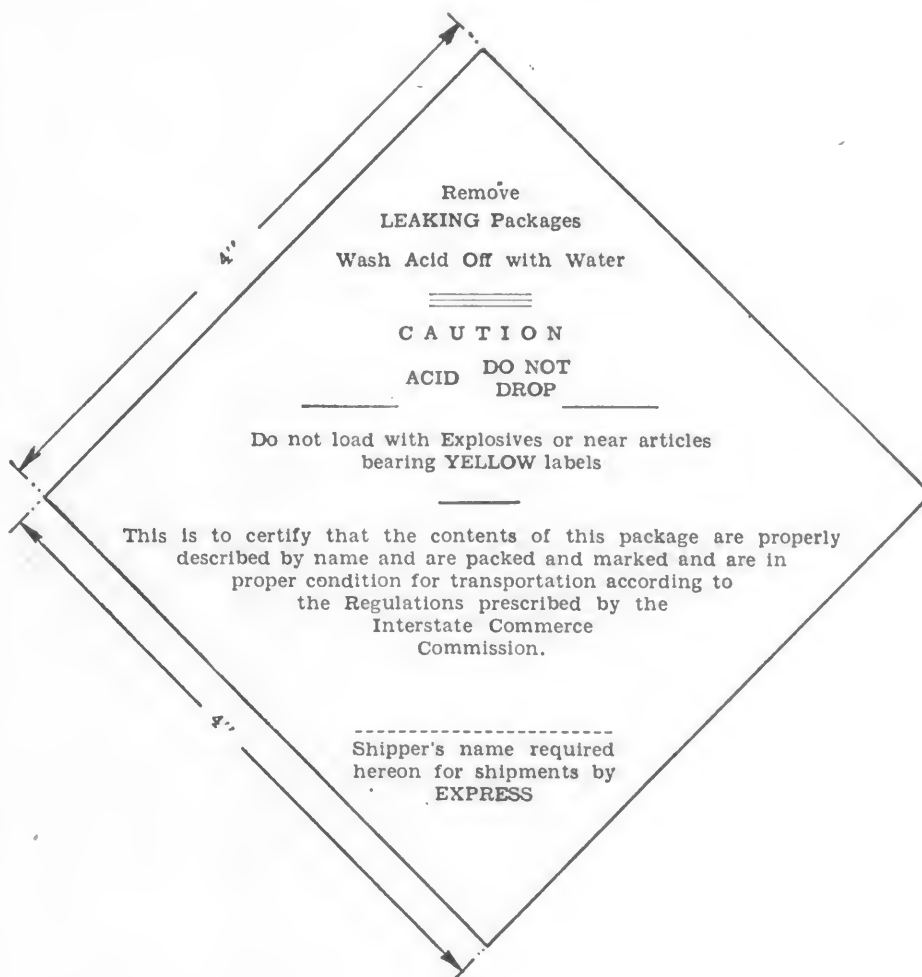 4"
Remove
LEAKING Packages
Wash Acid Off with Water
CAUTION
ACID DO NOT
DROP
Do not load with Explosives or near articles
bearing YELLOW labels
This is to certify that the contents of this package are properly
described by name and are packed and marked and are in
proper condition for transportation according to
the Regulations prescribed by the
Interstate Commerce
Commission.
4"
Shipper's name required
hereon for shipments by
EXPRESS